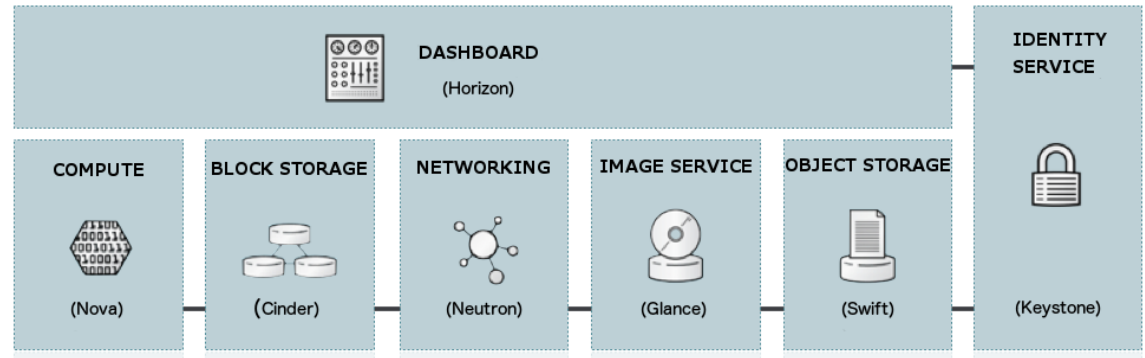 DASHBOARD
(Horizon)
IDENTITY
SERVICE
COMPUTE
(Nova)
BLOCK STORAGE
(Cinder)
NETWORKING
(Neutron)
IMAGE SERVICE
(Glance)
OBJECT STORAGE
(Swift)
(Keystone)